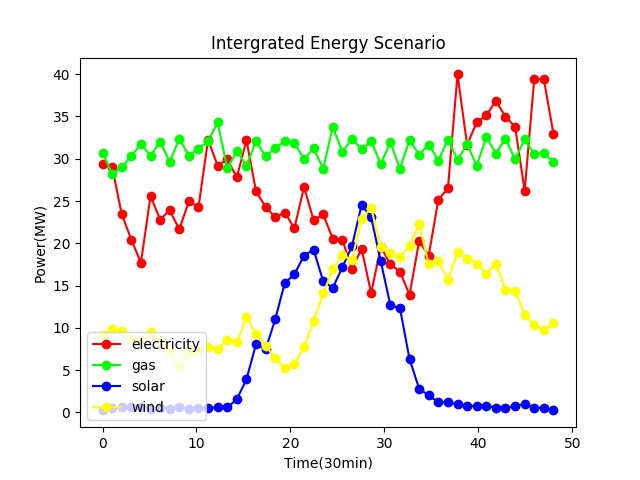 Intergrated Energy Scenario
Power(MW)
40
35
30
25
20
15
10
5
0
electricity
gas
solar
wind
0 10 20 30 40 50
Time(30min)